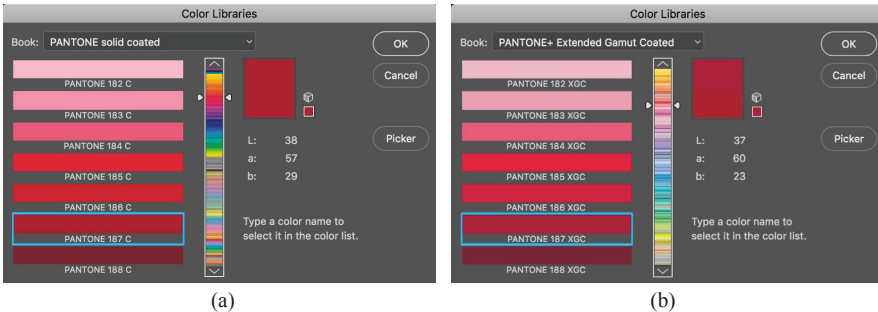 Color Libraries
Book: PANTONE solid coated
OK
PANTONE 182 C
Cancel
PANTONE 183 C
PANTONE 184 C
L: 38
Picker
a: 57
PANTONE 185 C
b: 29
PANTONE 186 C
Type a color name to
select it in the color list.
PANTONE 187 C
PANTONE 188 C
(a)
Color Libraries
Book: PANTONE+ Extended Gamut Coated
OK
PANTONE 182 XGC
Cancel
PANTONE 183 XGC
PANTONE 184 XGC
L: 37
Picker
a: 60
PANTONE 185 XGC
b: 23
PANTONE 186 XGC
Type a color name to
select it in the color list.
PANTONE 187 XGC
PANTONE 188 XGC
(b)